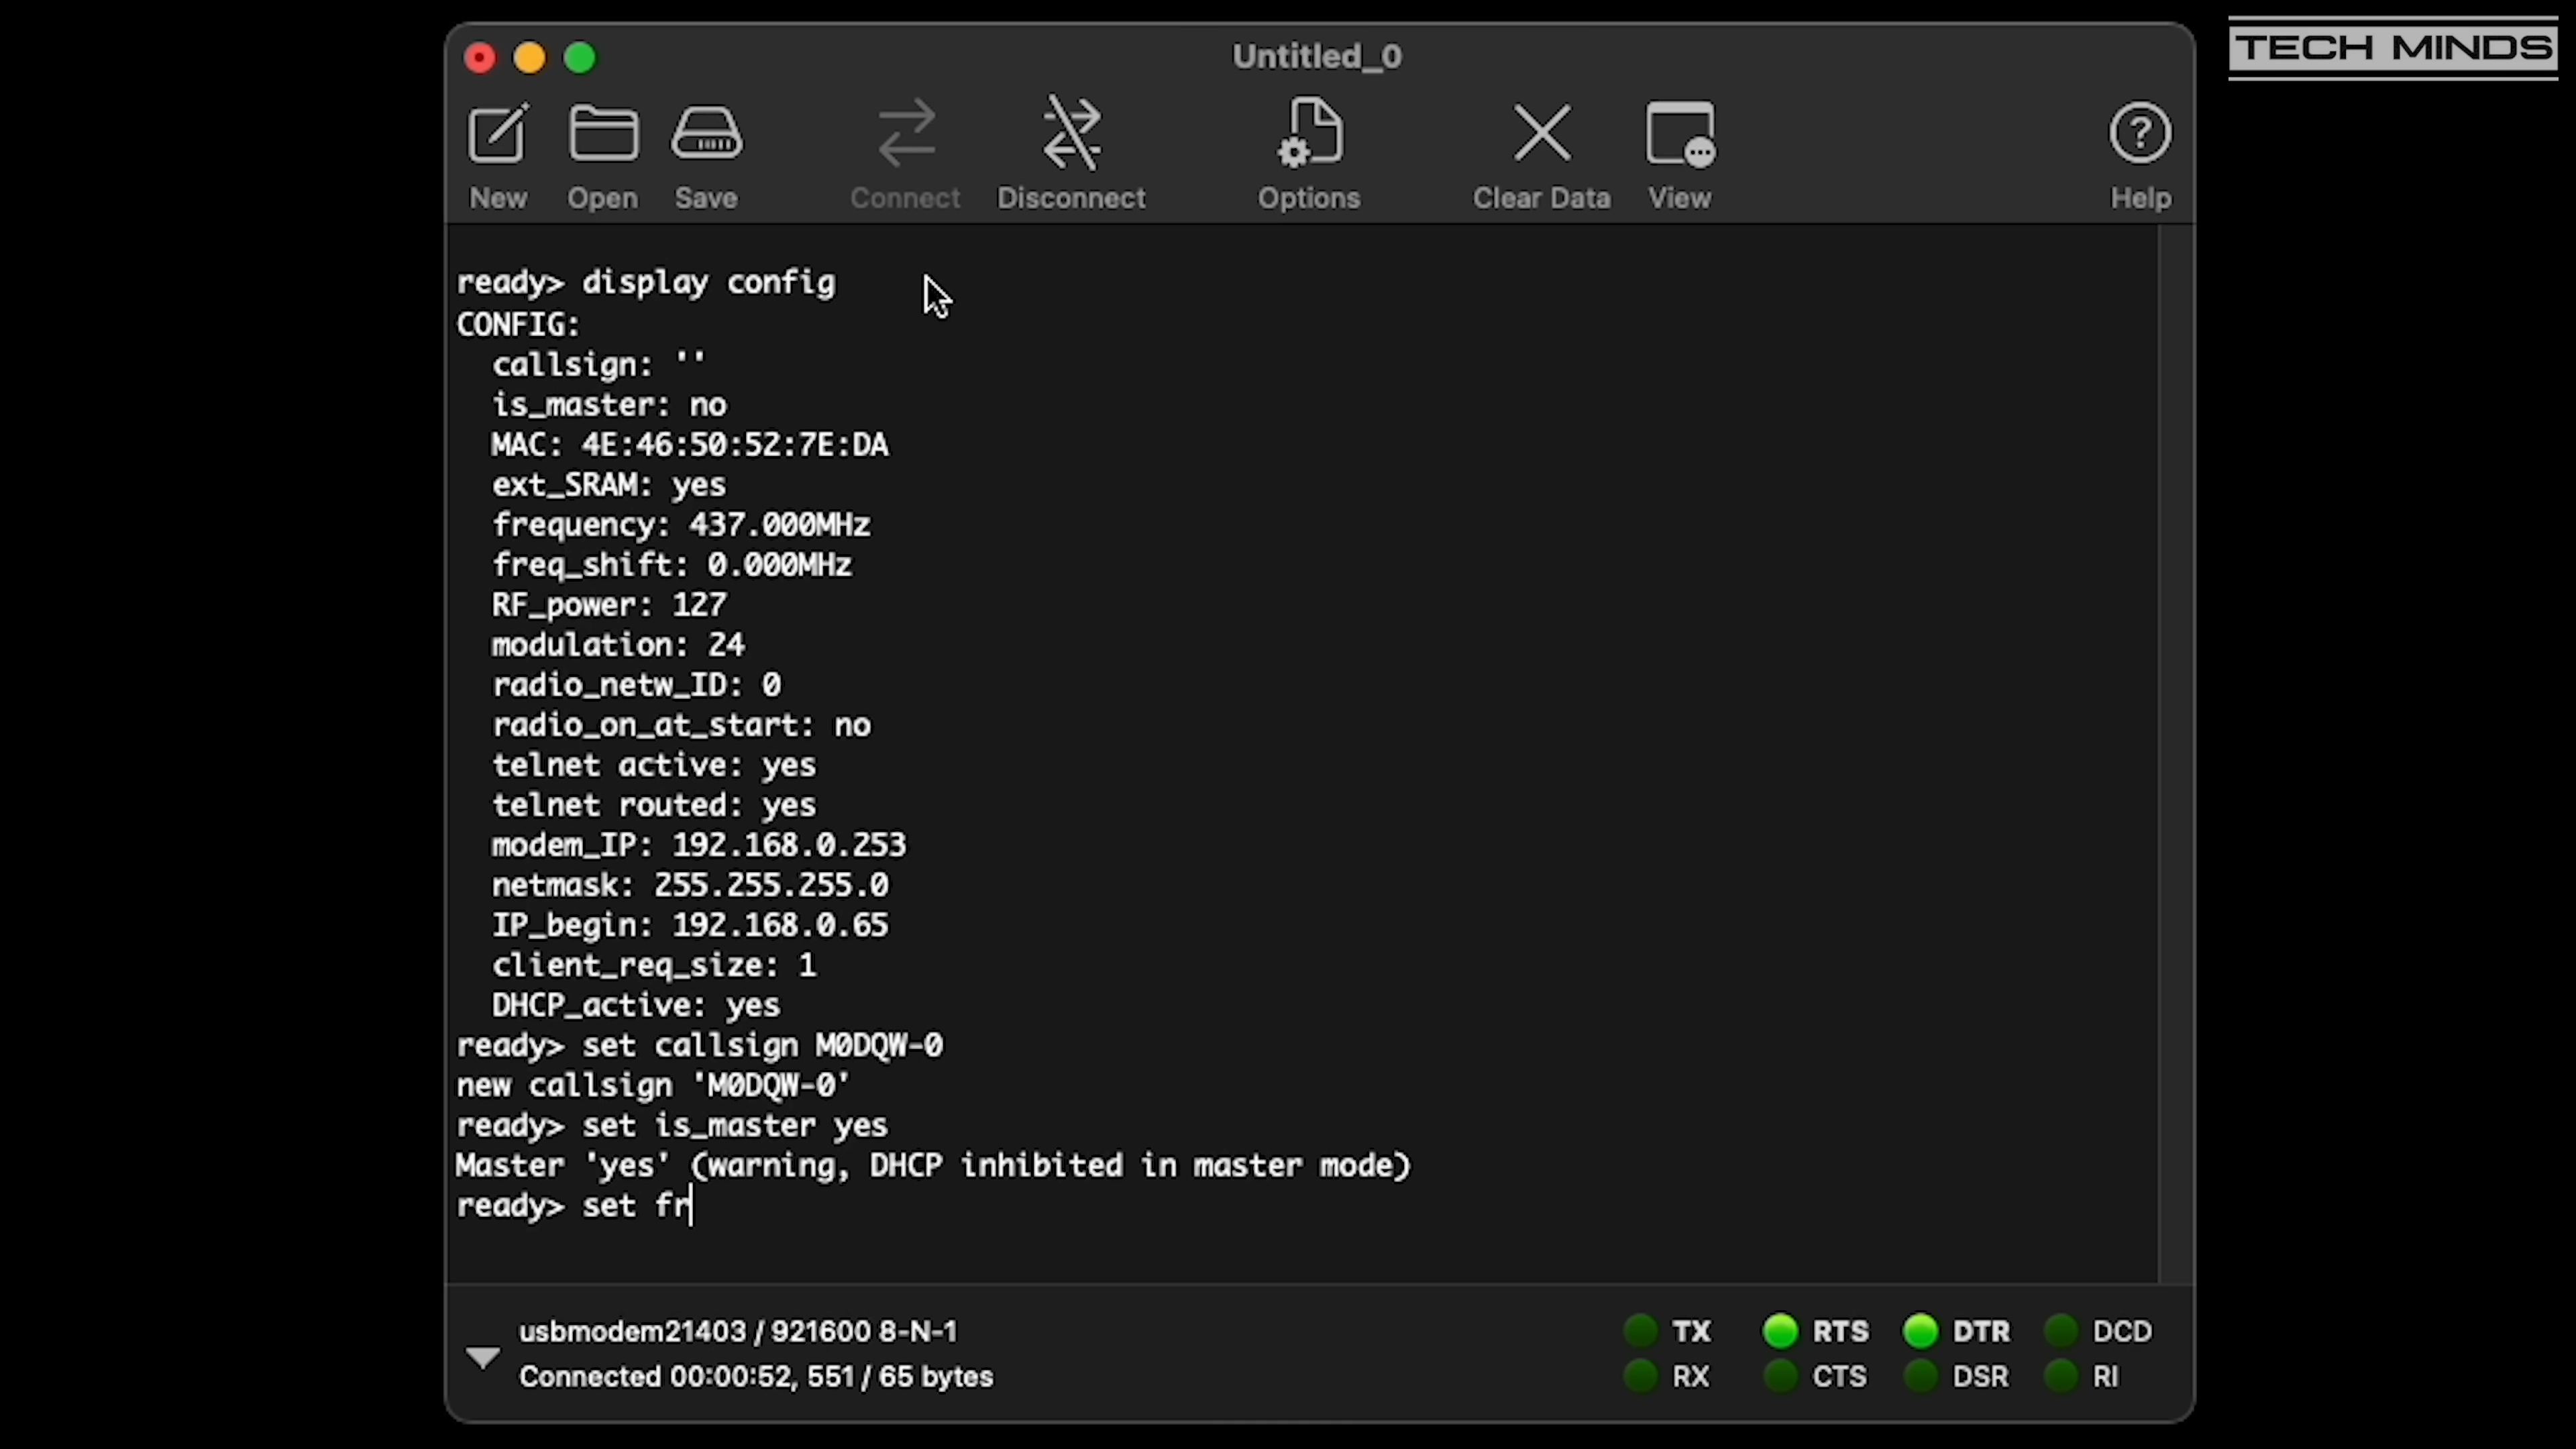 Untitled_0
TECH MINDS
New Open Save Connect Disconnect Options Clear Data View Help
ready> display config
CONFIG:
callsign: ''
is_master: no
MAC: 4E:46:50:52:7E:DA
ext_SRAM: yes
frequency: 437.000MHz
freq_shift: 0.000MHz
RF_power: 127
modulation: 24
radio_netw_ID: 0
radio_on_at_start: no
telnet active: yes
telnet routed: yes
modem_IP: 192.168.0.253
netmask: 255.255.255.0
IP_begin: 192.168.0.65
client_req_size: 1
DHCP_active: yes
ready> set callsign M0DQW-0
new callsign 'M0DQW-0'
ready> set is_master yes
Master 'yes' (warning, DHCP inhibited in master mode)
ready> set fr
usbmodem21403 / 921600 8-N-1
TX RTS DTR DCD
Connected 00:00:52, 551 / 65 bytes
RX CTS DSR RI